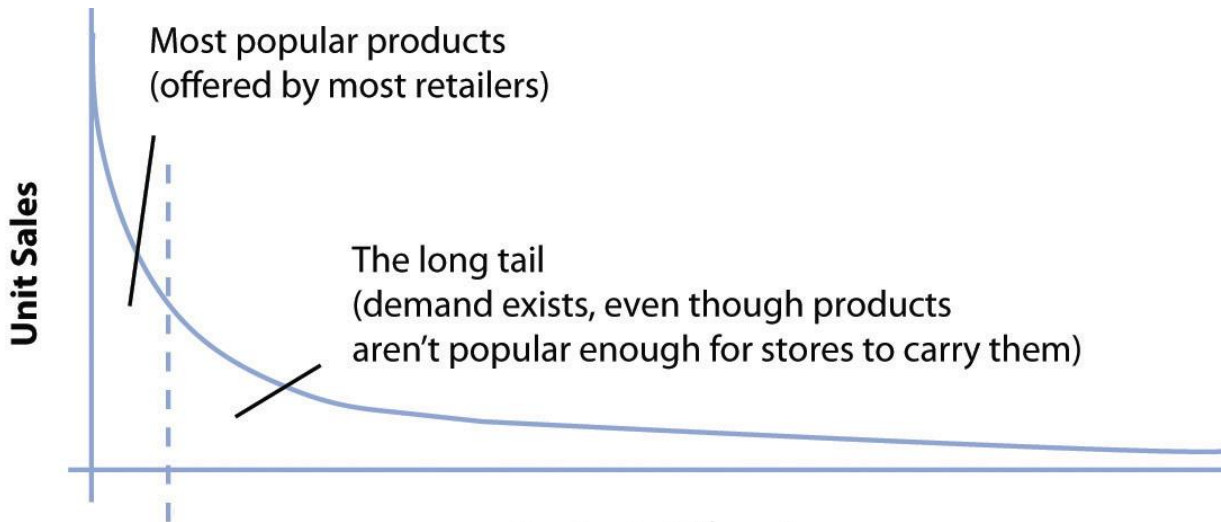 Most popular products
(offered by most retailers)
Unit Sales
The long tail
(demand exists, even though products
aren’t popular enough for stores to carry them)